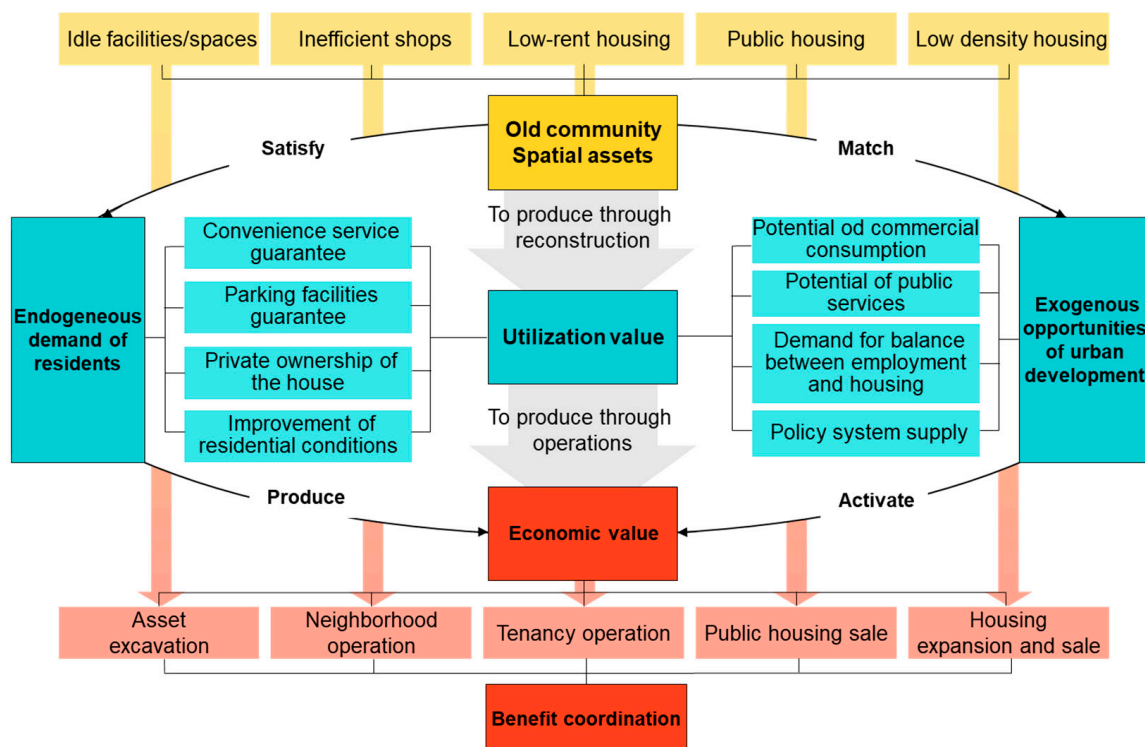 Idle facilities/spaces
Inefficient shops
Low-rent housing
Public housing
Low density housing
Old community
Spatial assets
Satisfy
Match
To produce through
reconstruction
Convenience service
guarantee
Parking facilities
guarantee
Private ownership of
the house
Improvement of
residential conditions
Endogeneous
demand of
residents
Utilization value
Potential od commercial
consumption
Potential of public
services
Demand for balance
between employment
and housing
Policy system supply
Exogenous
opportunities
of urban
development
To produce through
operations
Produce
Activate
Economic value
Asset
excavation
Neighborhood
operation
Tenancy operation
Public housing sale
Housing
expansion and sale
Benefit coordination